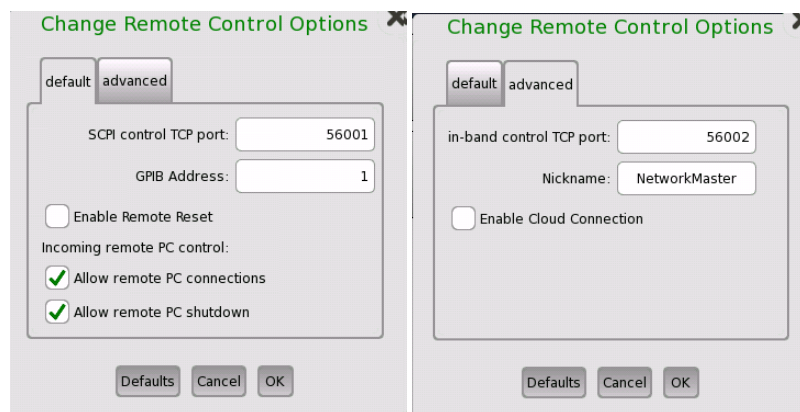 Change Remote Control Options
default advanced
SCPI control TCP port: 56001
GPIB Address: 1
Enable Remote Reset
Incoming remote PC control:
Allow remote PC connections
Allow remote PC shutdown
Defaults Cancel OK
Change Remote Control Options
default advanced
in-band control TCP port: 56002
Nickname: NetworkMaster
Enable Cloud Connection
Defaults Cancel OK